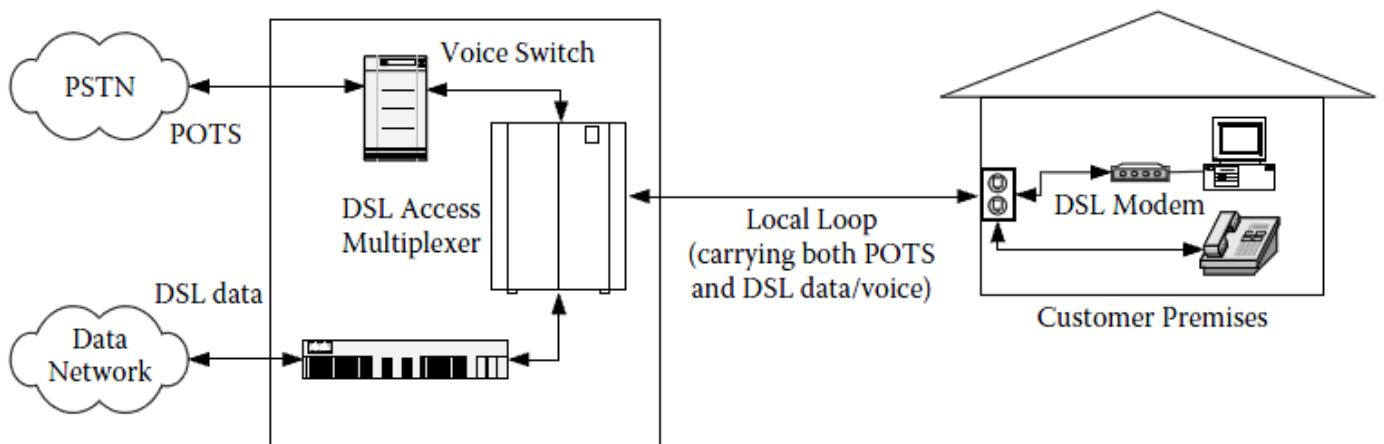 PSTN
POTS
Voice Switch
DSL Access
Multiplexer
DSL data
Data
Network
Local Loop
(carrying both POTS
and DSL data/voice)
DSL Modem
Customer Premises